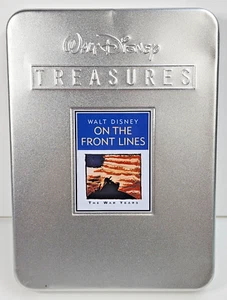 Walt Disney
TREASURES
WALT DISNEY
ON THE
FRONT LINES
THE WAR YEARS